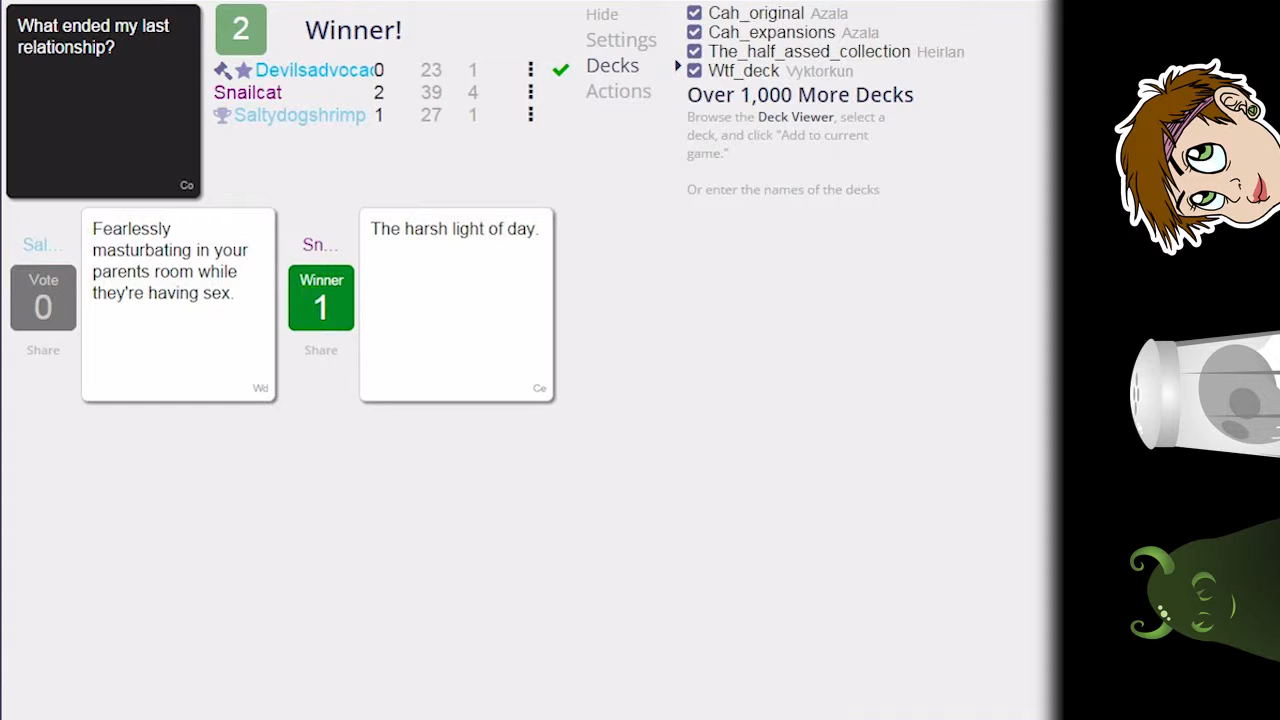 What ended my last
relationship?
Co
2
Winner!
Devilsadvocac 0 23 1
Snailcat 2 39 4
Saltydogshrimp 1 27 1
Hide
Settings
Decks
Actions
Cah_original Azala
Cah_expansions Azala
The_half_assed_collection Heirlan
Wtf_deck Vyktorkun
Over 1,000 More Decks
Browse the Deck Viewer, select a
deck, and click "Add to current
game."
Or enter the names of the decks
Sal...
Vote
0
Share
Fearlessly
masturbating in your
parents room while
they're having sex.
Wd
Sn...
Winner
1
Share
The harsh light of day.
Ce